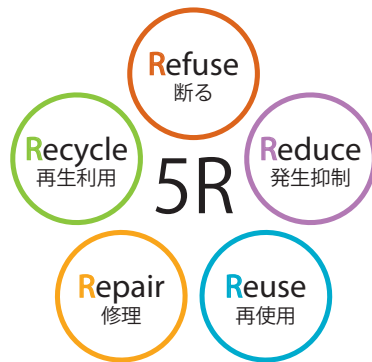 Refuse
断る
Reduce
発生抑制
Reuse
再使用
Repair
修理
Recycle
再生利用
5R